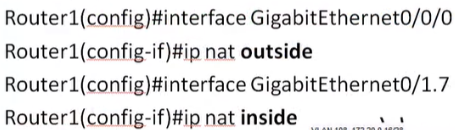 Router1(config)#interface GigabitEthernet0/0/0
Router1(config-if)#ip nat outside
Router1(config)#interface GigabitEthernet0/1.7
Router1(config-if)#ip nat inside